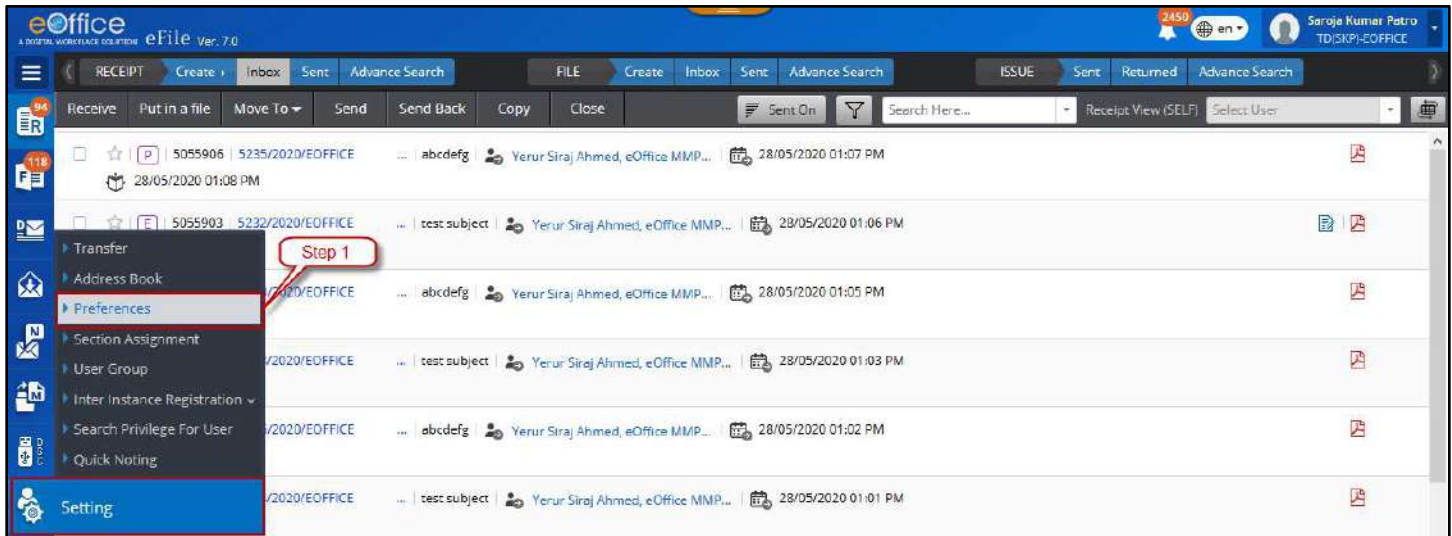 eOffice
A DIGITAL WORKPLACE SOLUTION eFile Ver. 7.0
2450 en Saroja Kumar Patro
TD(SKP)-EOFFICE
RECEIPT Create Inbox Sent Advance Search FILE Create Inbox Sent Advance Search ISSUE Sent Returned Advance Search
Receive Put in a file Move To Send Send Back Copy Close Sent On Search Here... Receipt View (SELF) Select User
94 R
P 5055906 5235/2020/EOFFICE ... abcdefg Yerur Siraj Ahmed, eOffice MMP... 28/05/2020 01:07 PM
118 F
28/05/2020 01:08 PM
E 5055903 5232/2020/EOFFICE ... test subject Yerur Siraj Ahmed, eOffice MMP... 28/05/2020 01:06 PM
D
Transfer
Step 1
Address Book
/2020/EOFFICE ... abcdefg Yerur Siraj Ahmed, eOffice MMP... 28/05/2020 01:05 PM
Preferences
N
Section Assignment
/2020/EOFFICE ... test subject Yerur Siraj Ahmed, eOffice MMP... 28/05/2020 01:03 PM
User Group
M
Inter Instance Registration
Search Privilege For User
/2020/EOFFICE ... abcdefg Yerur Siraj Ahmed, eOffice MMP... 28/05/2020 01:02 PM
DSC
Quick Noting
/2020/EOFFICE ... test subject Yerur Siraj Ahmed, eOffice MMP... 28/05/2020 01:01 PM
Setting